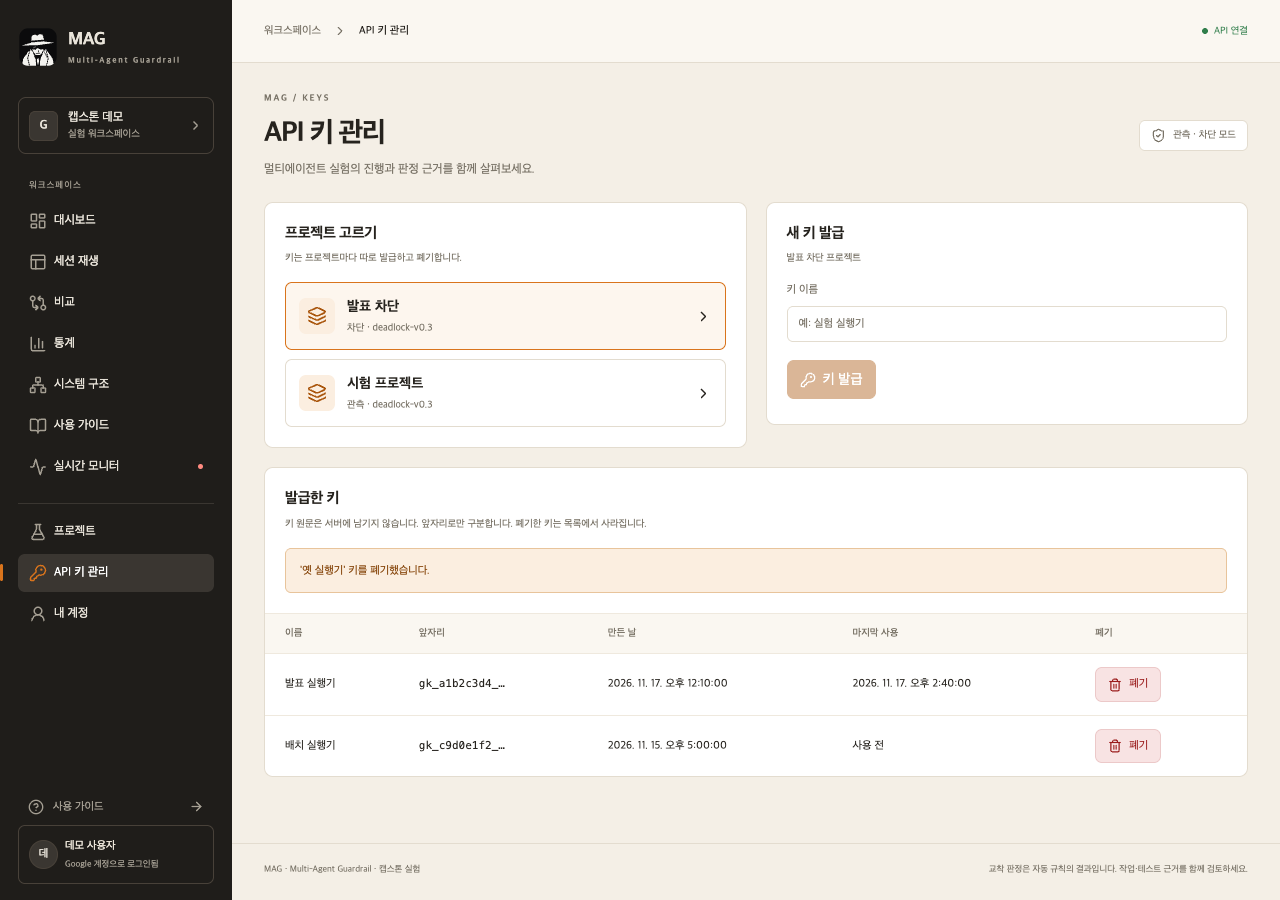 MAG
Multi-Agent Guardrail
G
캡스톤 데모
실험 워크스페이스
워크스페이스
대시보드
세션 재생
비교
통계
시스템 구조
사용 가이드
실시간 모니터
프로젝트
API 키 관리
내 계정
사용 가이드
데
데모 사용자
Google 계정으로 로그인됨
워크스페이스
API 키 관리
API 연결
MAG / KEYS
API 키 관리
멀티에이전트 실험의 진행과 판정 근거를 함께 살펴보세요.
관측 · 차단 모드
프로젝트 고르기
키는 프로젝트마다 따로 발급하고 폐기합니다.
발표 차단
차단 · deadlock-v0.3
시험 프로젝트
관측 · deadlock-v0.3
새 키 발급
발표 차단 프로젝트
키 이름
예: 실험 실행기
키 발급
발급한 키
키 원문은 서버에 남기지 않습니다. 앞자리로만 구분합니다. 폐기한 키는 목록에서 사라집니다.
'옛 실행기' 키를 폐기했습니다.
이름 앞자리 만든 날 마지막 사용 폐기
발표 실행기 gk_a1b2c3d4_… 2026. 11. 17. 오후 12:10:00 2026. 11. 17. 오후 2:40:00 폐기
배치 실행기 gk_c9d0e1f2_… 2026. 11. 15. 오후 5:00:00 사용 전 폐기
MAG · Multi-Agent Guardrail · 캡스톤 실험
교착 판정은 자동 규칙의 결과입니다. 작업·테스트 근거를 함께 검토하세요.